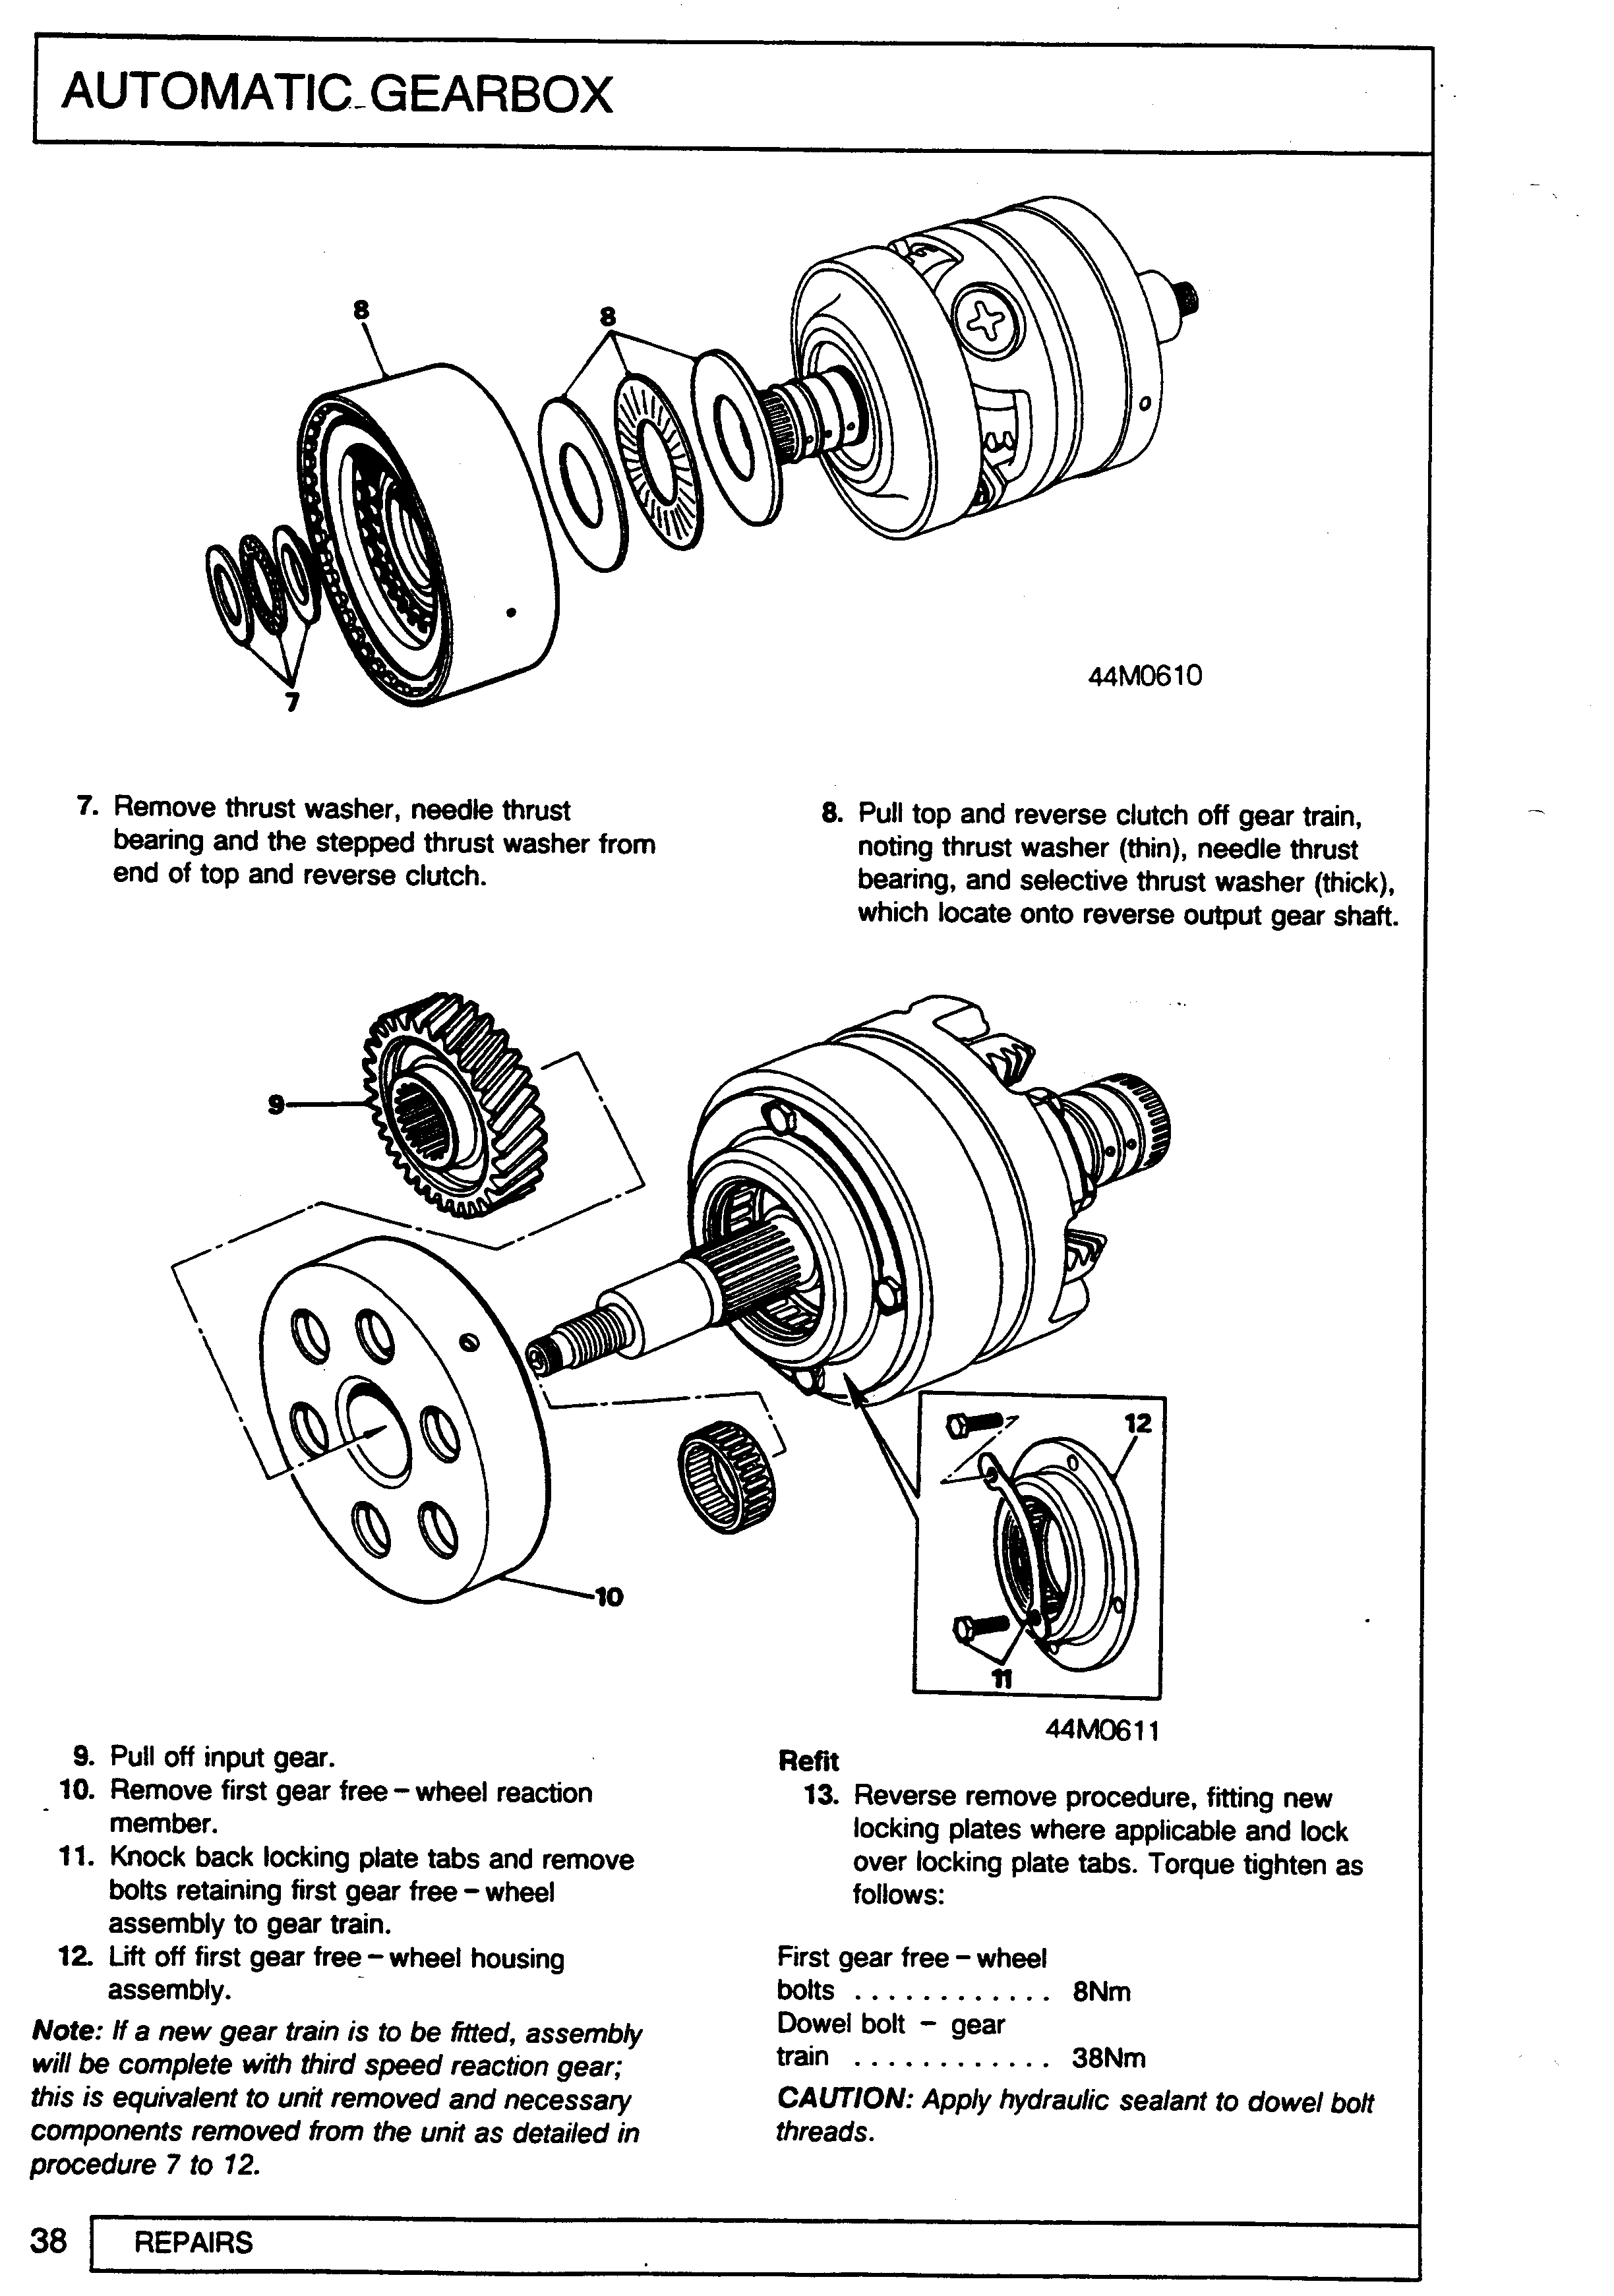 AUTOMATIC GEARBOX
8
8
7
44M0610
7. Remove thrust washer, needle thrust
bearing and the stepped thrust washer from
end of top and reverse clutch.
8. Pull top and reverse clutch off gear train,
noting thrust washer (thin), needle thrust
bearing, and selective thrust washer (thick),
which locate onto reverse output gear shaft.
9
10
12
11
44M0611
9. Pull off input gear.
10. Remove first gear free – wheel reaction
member.
11. Knock back locking plate tabs and remove
bolts retaining first gear free – wheel
assembly to gear train.
12. Lift off first gear free – wheel housing
assembly.
Note: If a new gear train is to be fitted, assembly
will be complete with third speed reaction gear;
this is equivalent to unit removed and necessary
components removed from the unit as detailed in
procedure 7 to 12.
Refit
13. Reverse remove procedure, fitting new
locking plates where applicable and lock
over locking plate tabs. Torque tighten as
follows:
First gear free – wheel
bolts . . . . . . . . . . . . 8Nm
Dowel bolt – gear
train . . . . . . . . . . . . 38Nm
CAUTION: Apply hydraulic sealant to dowel bolt
threads.
38 REPAIRS